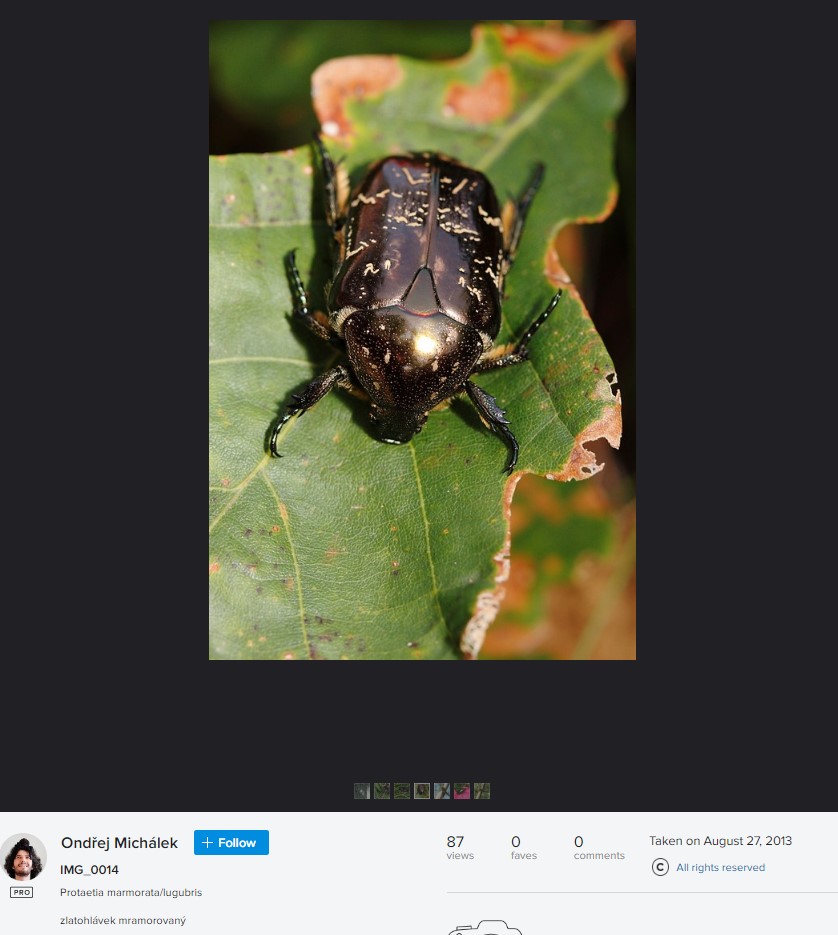 Ondřej Michálek
+ Follow
IMG_0014
PRO
Protaetia marmorata/lugubris
zlatohlávek mramorovaný
87
views
0
faves
0
comments
Taken on August 27, 2013
© All rights reserved